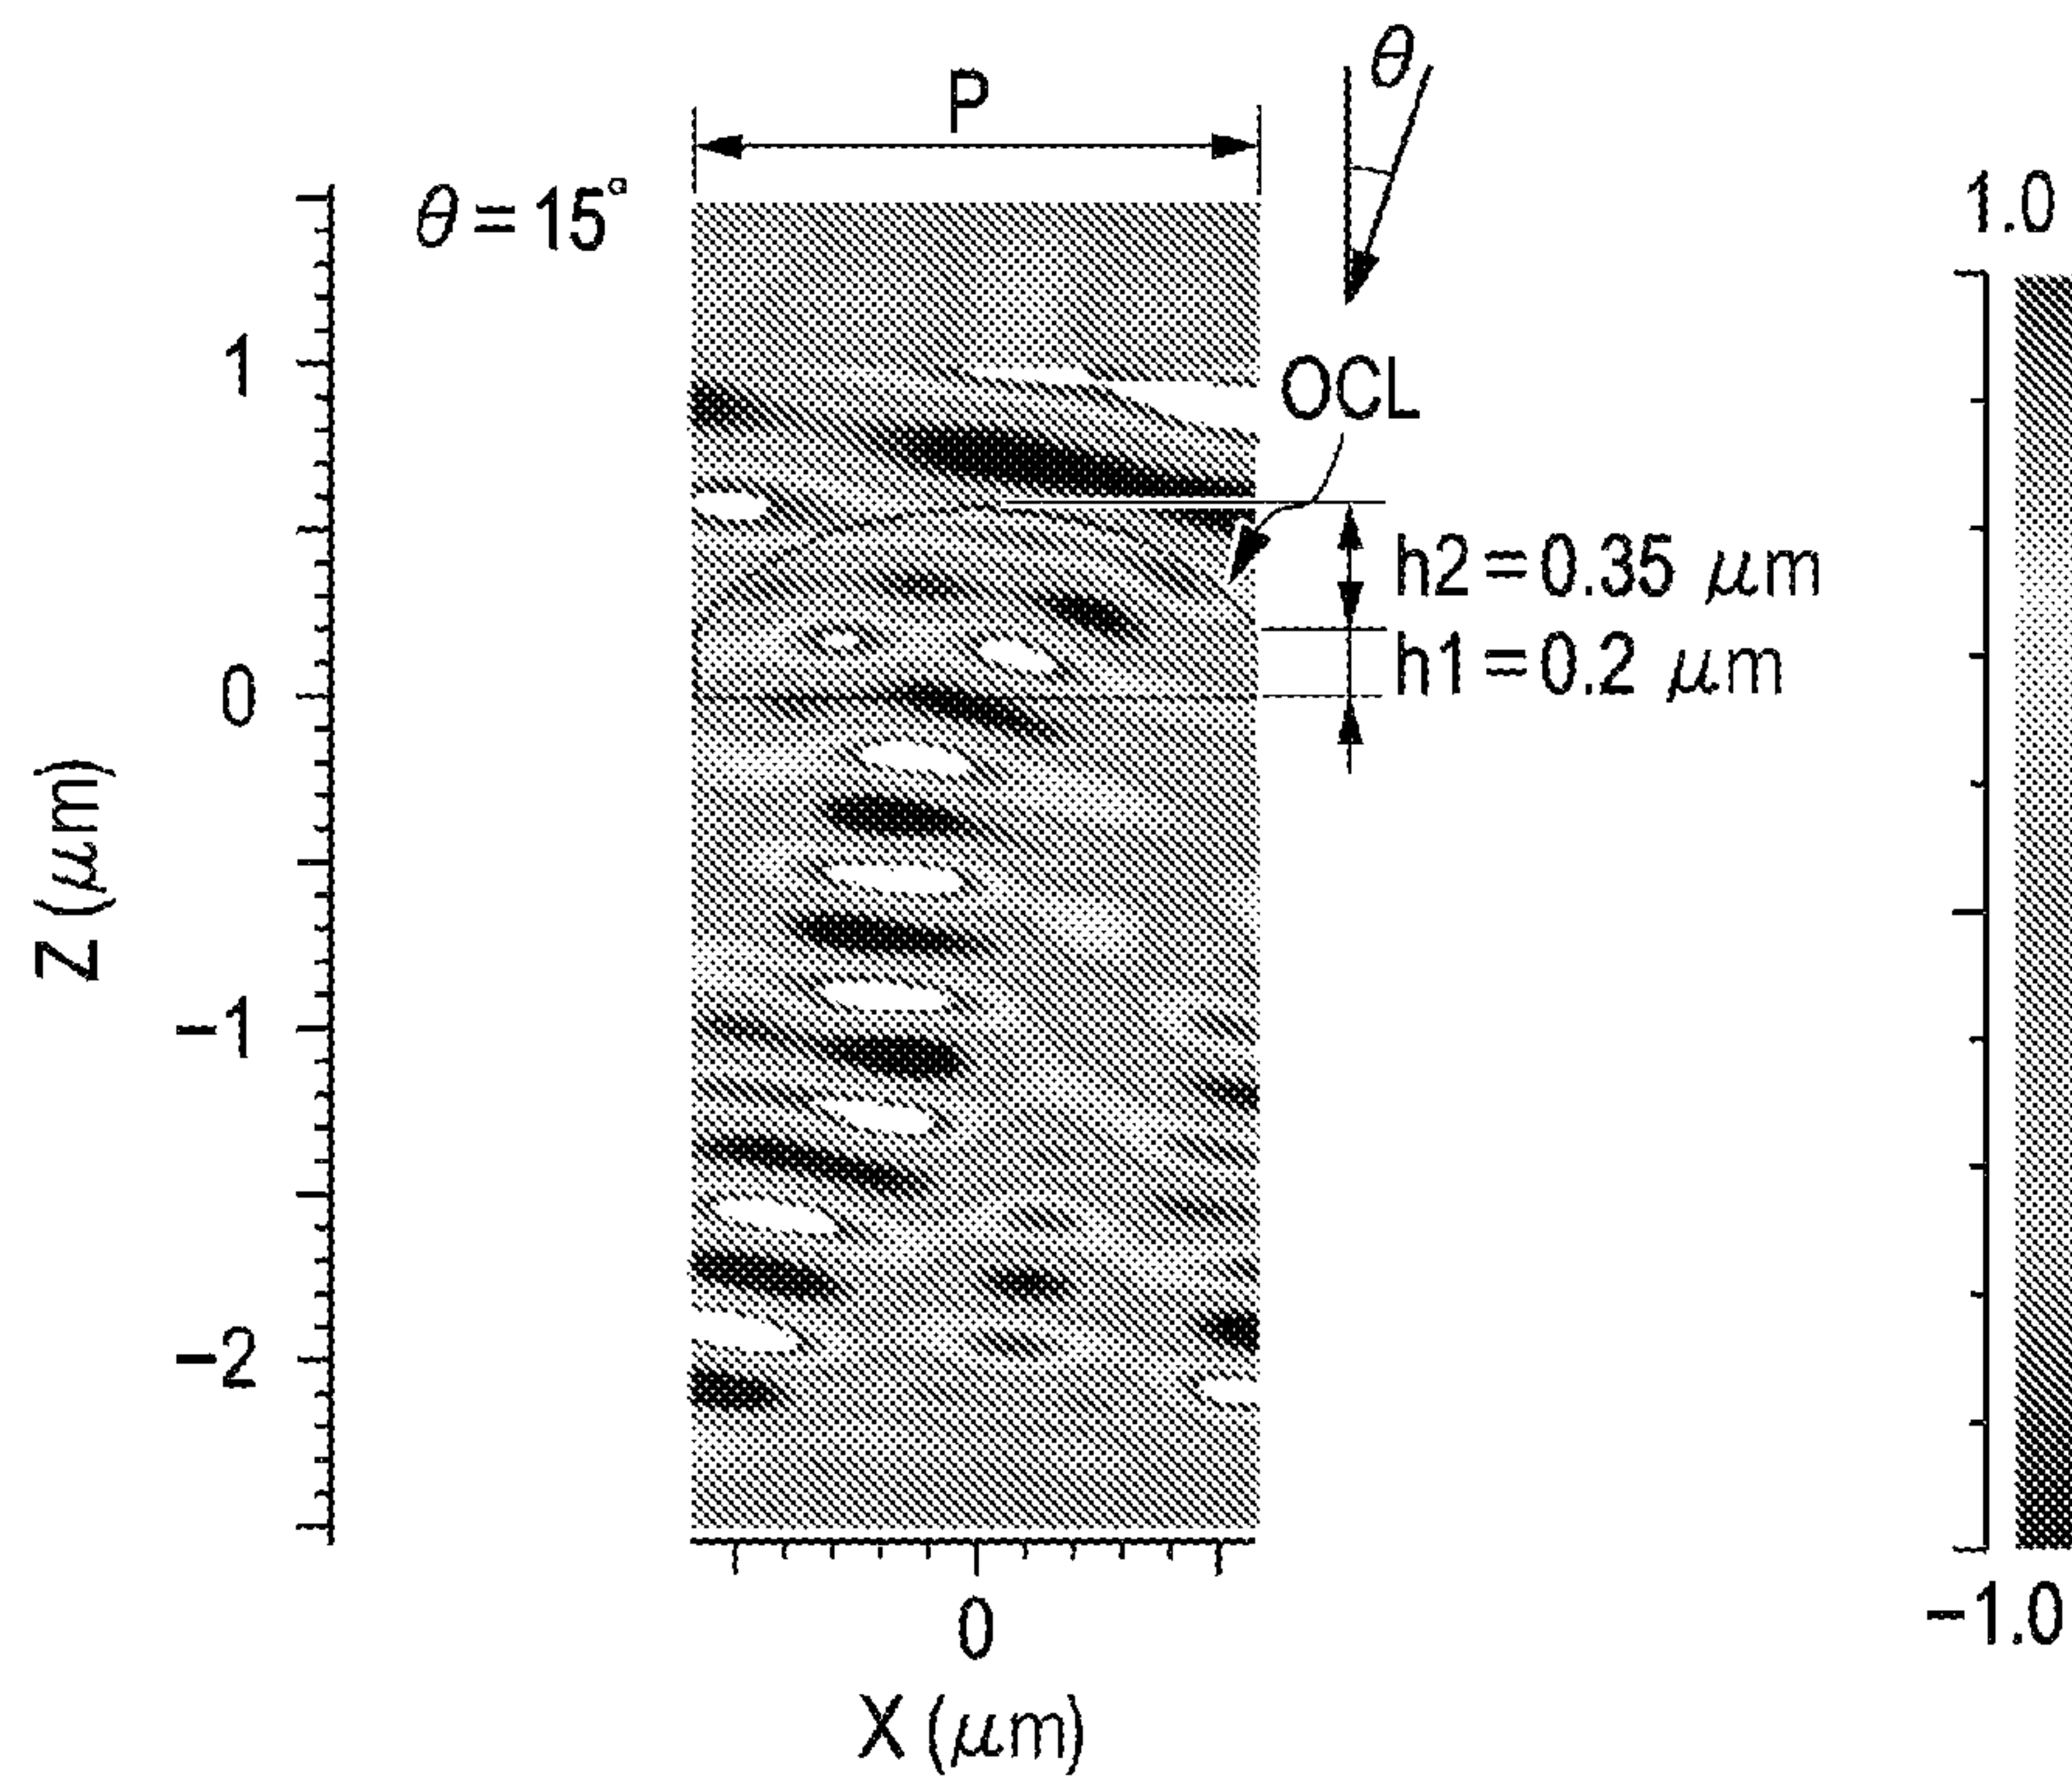 θ
P
θ = 15°
1.0
1
OCL
h2 = 0.35 μm
h1 = 0.2 μm
0
Z (μm)
-1
-2
-1.0
0
X (μm)